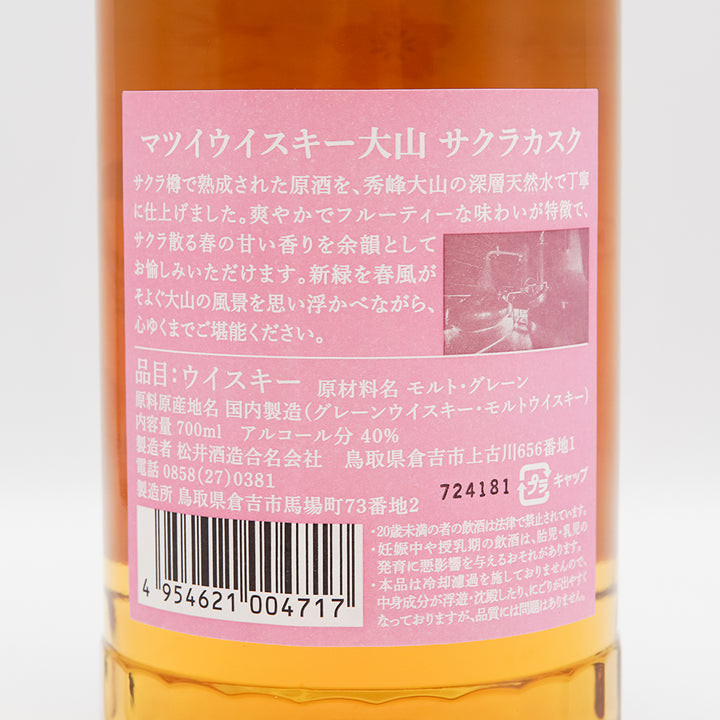 マツイウイスキー大山 サクラカスク
サクラ樽で熟成された原酒を、秀峰大山の深層天然水で丁寧
に仕上げました。爽やかでフルーティーな味わいが特徴で、
サクラ散る春の甘い香りを余韻として
お愉しみいただけます。新緑を春風が
そよぐ大山の風景を思い浮かべながら、
心ゆくまでご堪能ください。
品目：ウイスキー 原材料名 モルト・グレーン
原料原産地名 国内製造(グレーンウイスキー・モルトウイスキー)
内容量 700ml アルコール分 40%
製造者 松井酒造合名会社 鳥取県倉吉市上古川656番地1
電話 0858(27)0381
製造所 鳥取県倉吉市馬場町73番地2
724181 プラ キャップ
・20歳未満の者の飲酒は法律で禁止されています。
・妊娠中や授乳期の飲酒は、胎児・乳児の
発育に悪影響を与えるおそれがあります。
・本品は冷却濾過を施しておりませんので、
中身成分が浮遊・沈殿したり、にごりが出やすく
なっておりますが、品質には問題はありません。
4 954621 004717